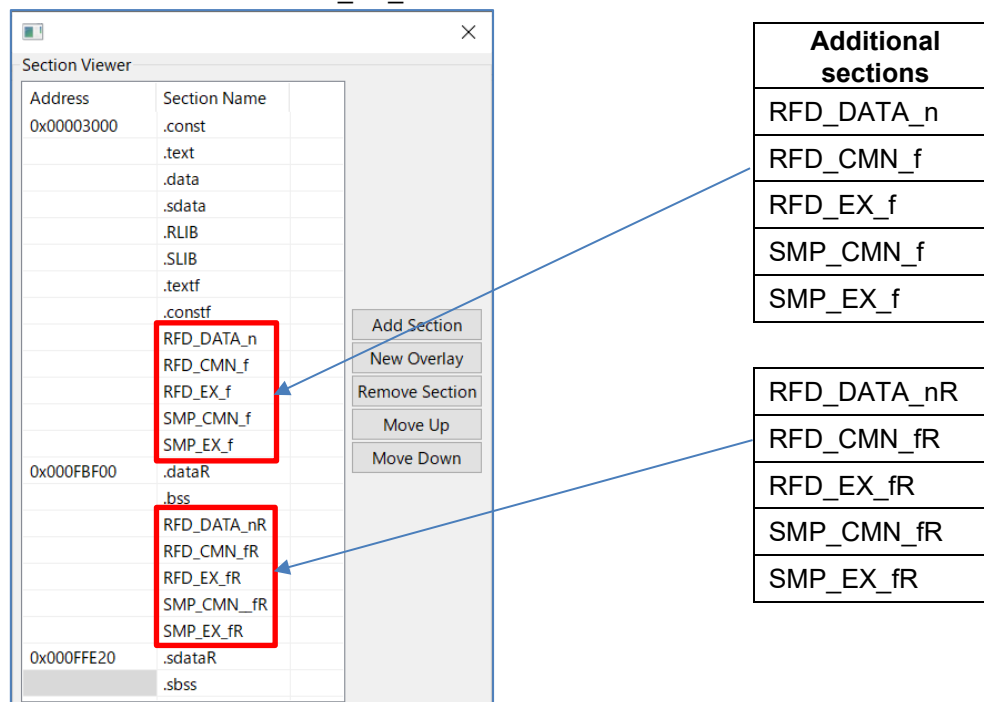 Section Viewer
Address Section Name
0x00003000 .const
.text
.data
.sdata
.RLIB
.SLIB
.textf
.constf
RFD_DATA_n
RFD_CMN_f
RFD_EX_f
SMP_CMN_f
SMP_EX_f
0x000FBF00 .dataR
.bss
RFD_DATA_nR
RFD_CMN_fR
RFD_EX_fR
SMP_CMN__fR
SMP_EX_fR
0x000FFE20 .sdataR
.sbss
Add Section
New Overlay
Remove Section
Move Up
Move Down
Additional
sections
RFD_DATA_n
RFD_CMN_f
RFD_EX_f
SMP_CMN_f
SMP_EX_f
RFD_DATA_nR
RFD_CMN_fR
RFD_EX_fR
SMP_CMN_fR
SMP_EX_fR